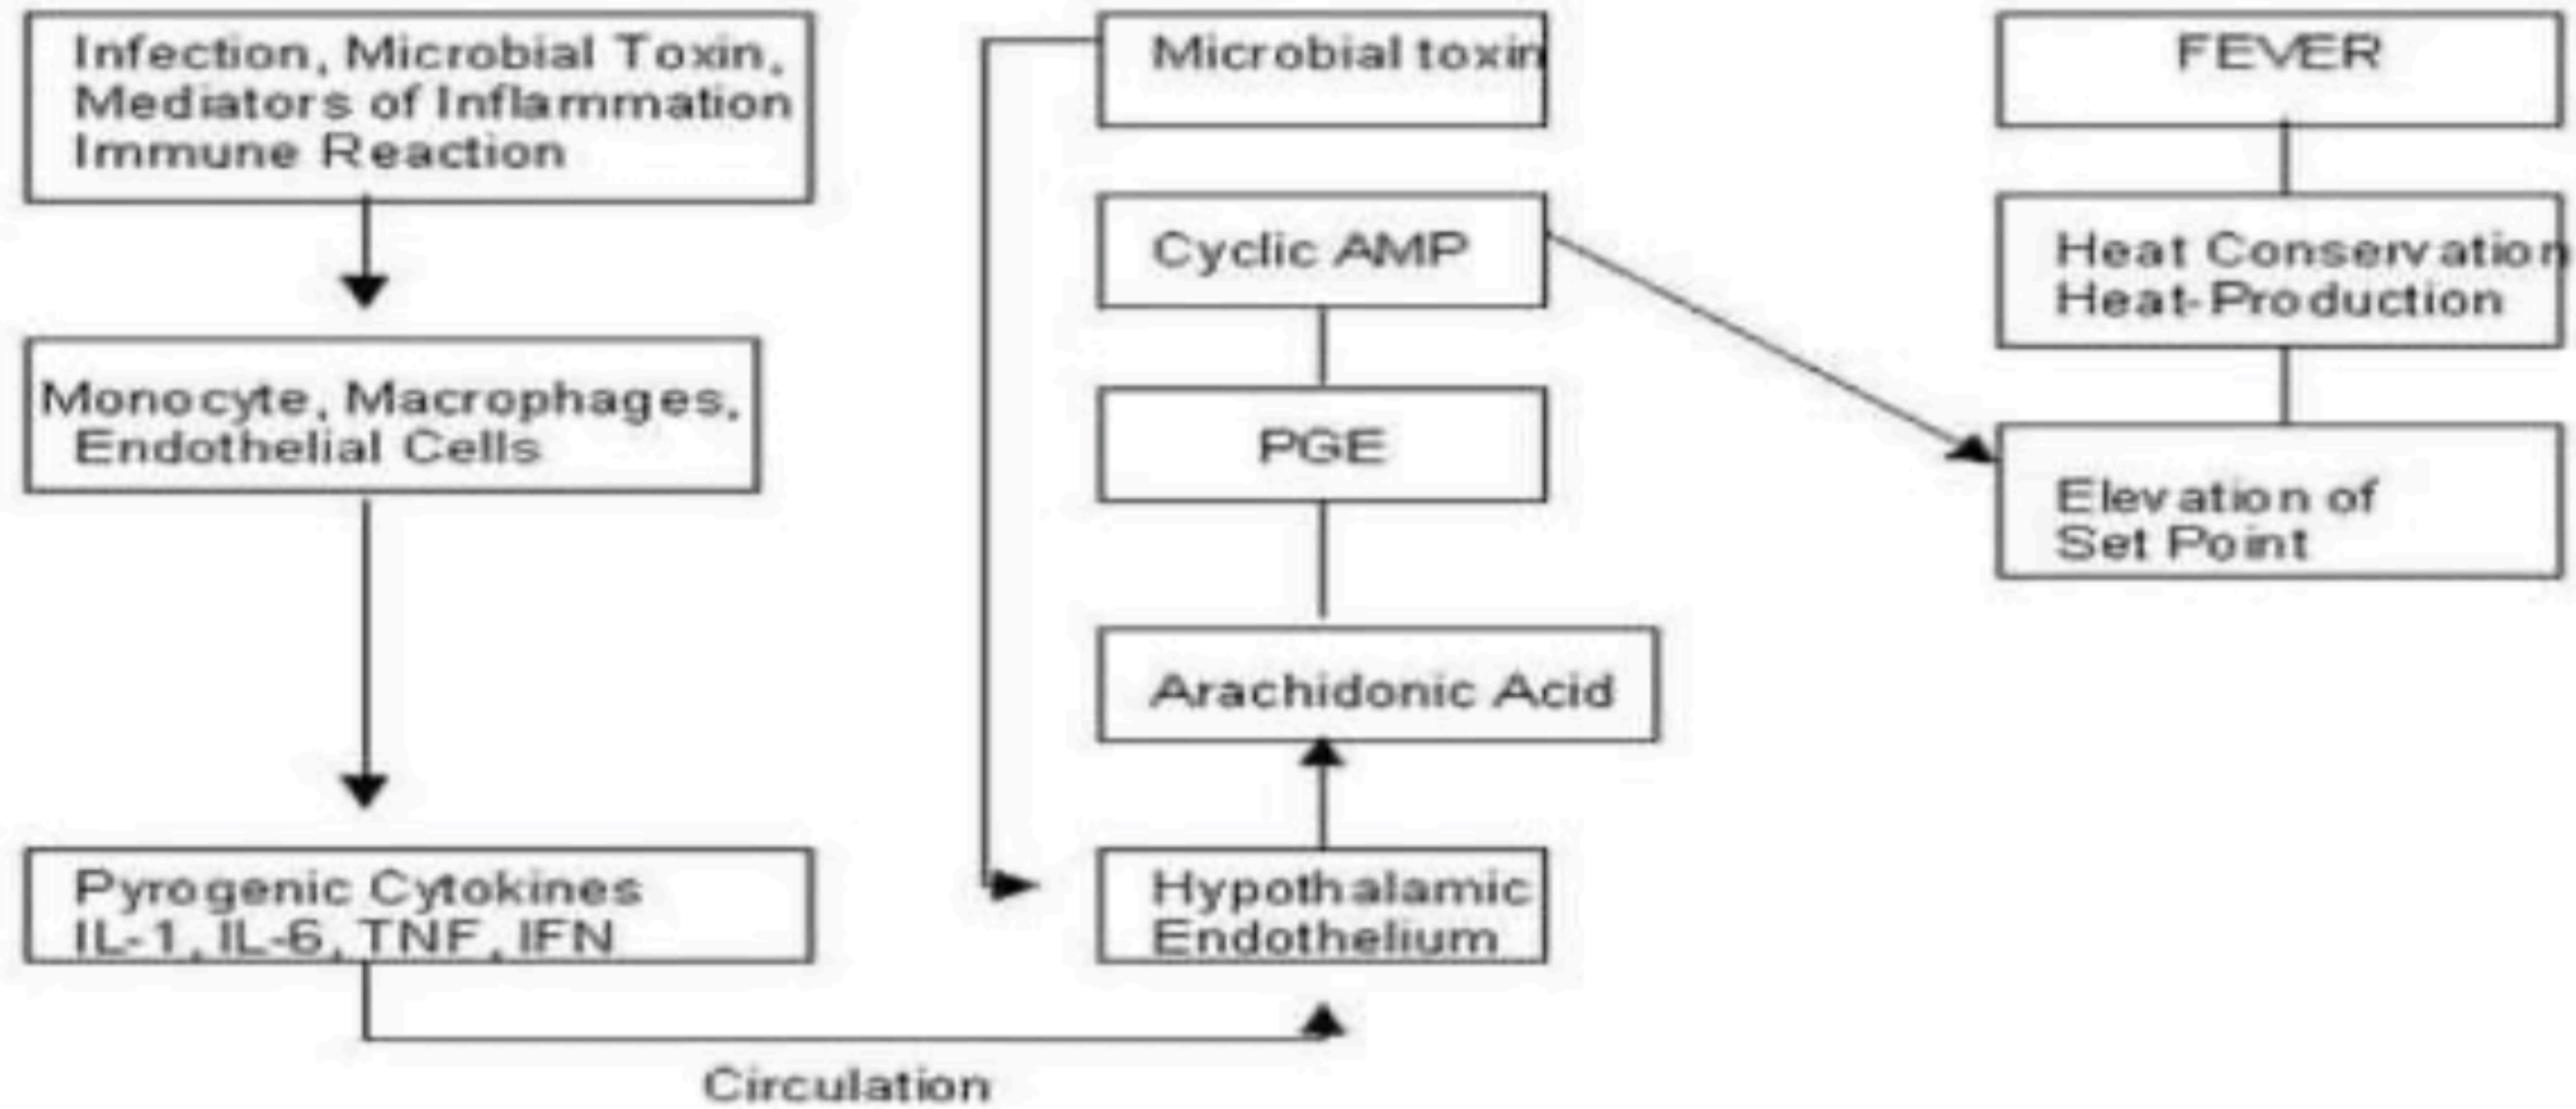 Infection, Microbial Toxin,
Mediators of Inflammation
Immune Reaction
Monocyte, Macrophages,
Endothelial Cells
Pyrogenic Cytokines
IL-1, IL-6, TNF, IFN
Circulation
Microbial toxin
Cyclic AMP
PGE
Arachidonic Acid
Hypothalamic
Endothelium
FEVER
Heat Conservation
Heat-Production
Elevation of
Set Point